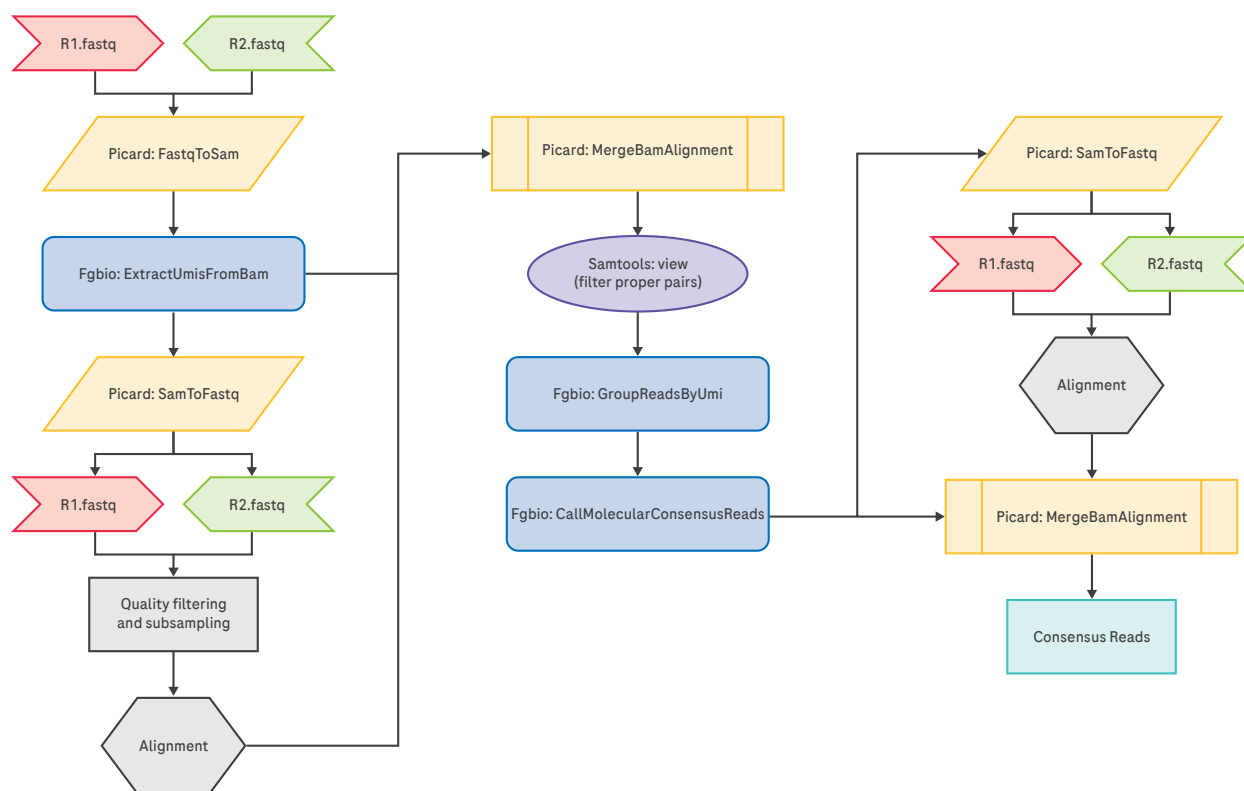 R1.fastq
R2.fastq
Picard: FastqToSam
Fgbio: ExtractUmisFromBam
Picard: SamToFastq
R1.fastq
R2.fastq
Quality filtering
and subsampling
Alignment
Picard: MergeBamAlignment
Samtools: view
(filter proper pairs)
Fgbio: GroupReadsByUmi
Fgbio: CallMolecularConsensusReads
Picard: SamToFastq
R1.fastq
R2.fastq
Alignment
Picard: MergeBamAlignment
Consensus Reads